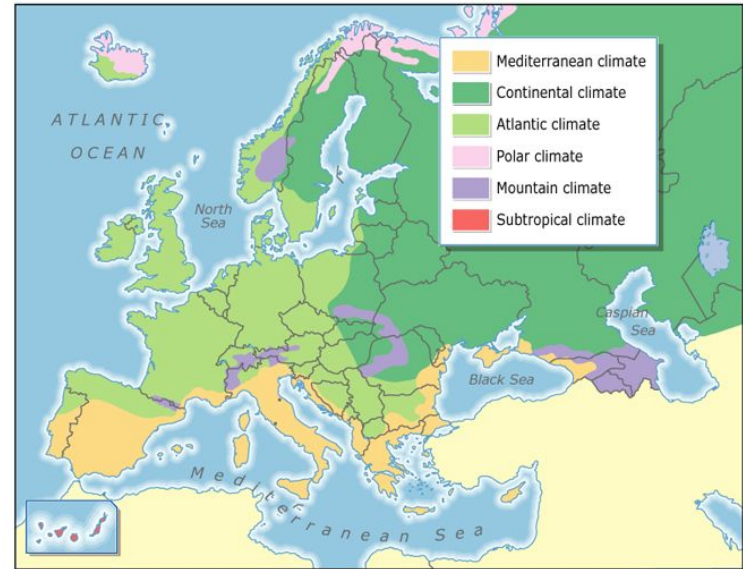 Mediterranean climate
Continental climate
Atlantic climate
Polar climate
Mountain climate
Subtropical climate
ATLANTIC
OCEAN
North
Sea
Caspian
Sea
Black Sea
Mediterranean Sea